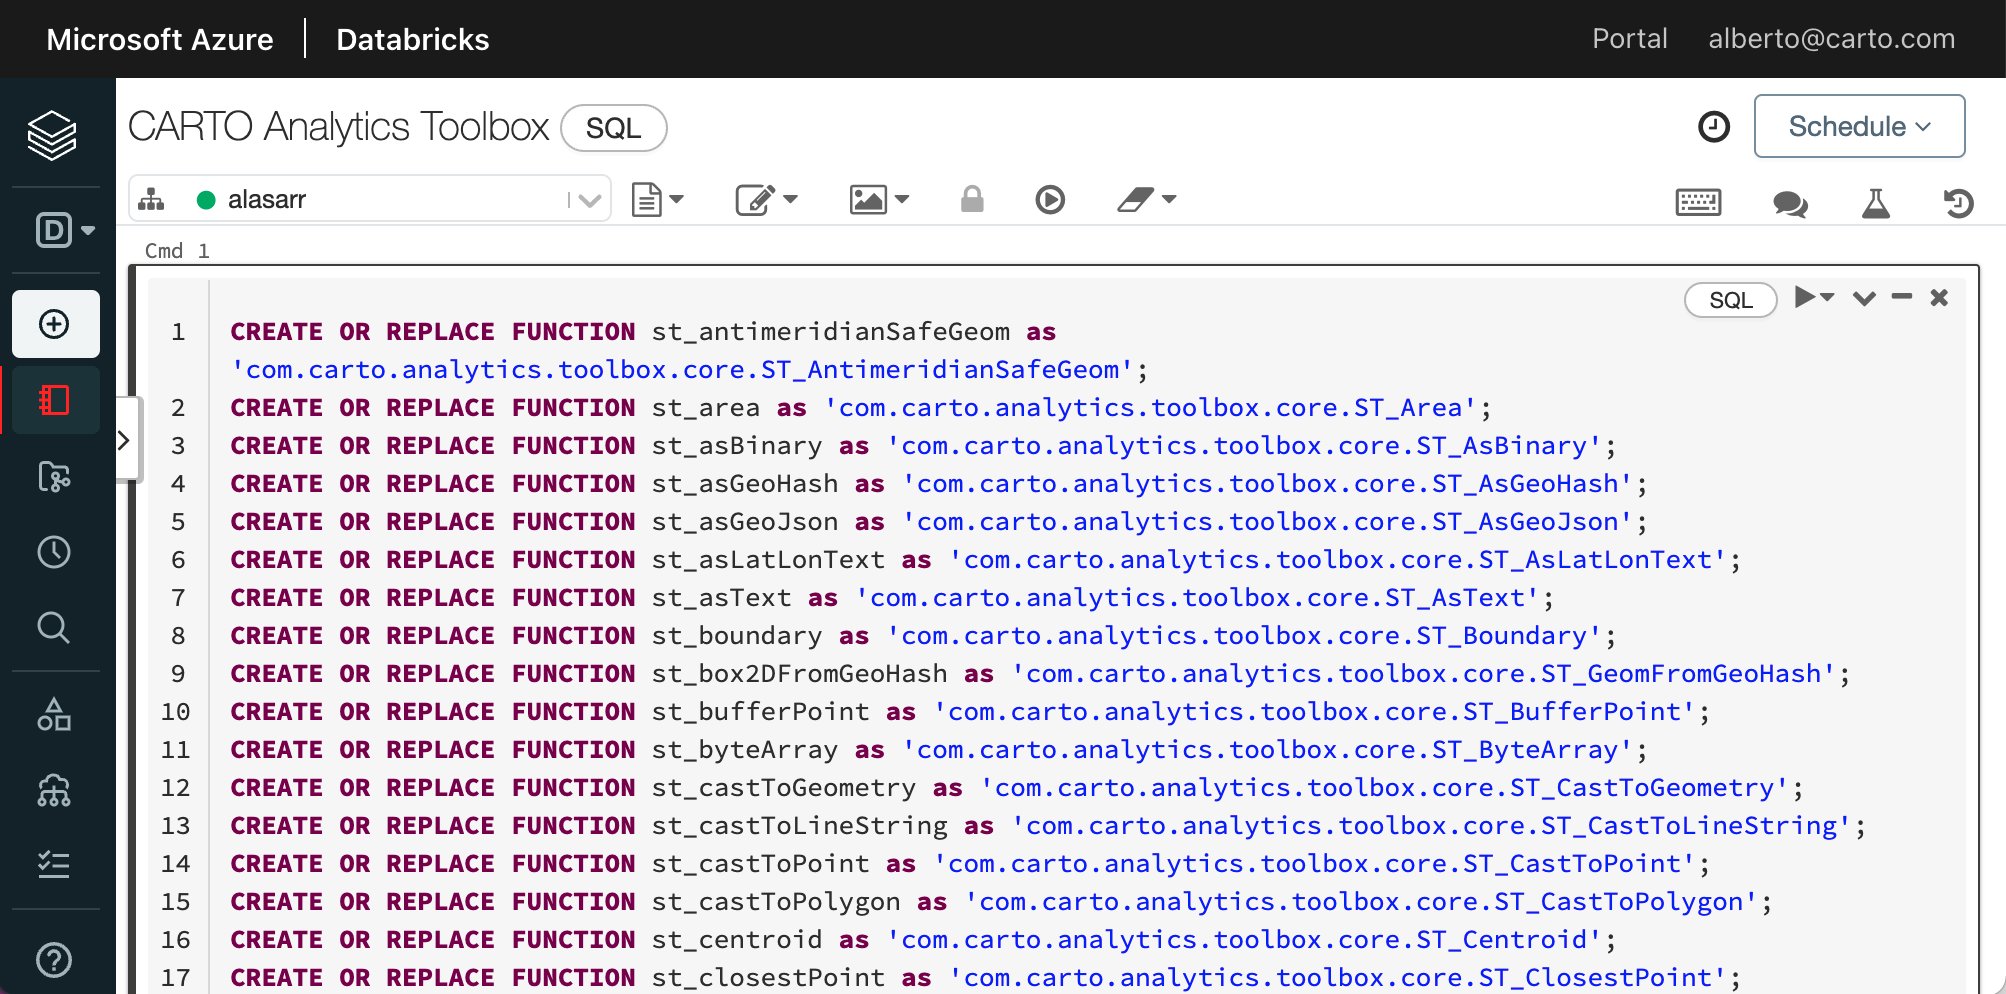 Microsoft Azure | Databricks
Portal alberto@carto.com
CARTO Analytics Toolbox SQL
Schedule
alasarr
D
Cmd 1
SQL
1 CREATE OR REPLACE FUNCTION st_antimeridianSafeGeom as
'com.carto.analytics.toolbox.core.ST_AntimeridianSafeGeom';
2 CREATE OR REPLACE FUNCTION st_area as 'com.carto.analytics.toolbox.core.ST_Area';
3 CREATE OR REPLACE FUNCTION st_asBinary as 'com.carto.analytics.toolbox.core.ST_AsBinary';
4 CREATE OR REPLACE FUNCTION st_asGeoHash as 'com.carto.analytics.toolbox.core.ST_AsGeoHash';
5 CREATE OR REPLACE FUNCTION st_asGeoJson as 'com.carto.analytics.toolbox.core.ST_AsGeoJson';
6 CREATE OR REPLACE FUNCTION st_asLatLonText as 'com.carto.analytics.toolbox.core.ST_AsLatLonText';
7 CREATE OR REPLACE FUNCTION st_asText as 'com.carto.analytics.toolbox.core.ST_AsText';
8 CREATE OR REPLACE FUNCTION st_boundary as 'com.carto.analytics.toolbox.core.ST_Boundary';
9 CREATE OR REPLACE FUNCTION st_box2DFromGeoHash as 'com.carto.analytics.toolbox.core.ST_GeomFromGeoHash';
10 CREATE OR REPLACE FUNCTION st_bufferPoint as 'com.carto.analytics.toolbox.core.ST_BufferPoint';
11 CREATE OR REPLACE FUNCTION st_byteArray as 'com.carto.analytics.toolbox.core.ST_ByteArray';
12 CREATE OR REPLACE FUNCTION st_castToGeometry as 'com.carto.analytics.toolbox.core.ST_CastToGeometry';
13 CREATE OR REPLACE FUNCTION st_castToLineString as 'com.carto.analytics.toolbox.core.ST_CastToLineString';
14 CREATE OR REPLACE FUNCTION st_castToPoint as 'com.carto.analytics.toolbox.core.ST_CastToPoint';
15 CREATE OR REPLACE FUNCTION st_castToPolygon as 'com.carto.analytics.toolbox.core.ST_CastToPolygon';
16 CREATE OR REPLACE FUNCTION st_centroid as 'com.carto.analytics.toolbox.core.ST_Centroid';
17 CREATE OR REPLACE FUNCTION st_closestPoint as 'com.carto.analytics.toolbox.core.ST_ClosestPoint';